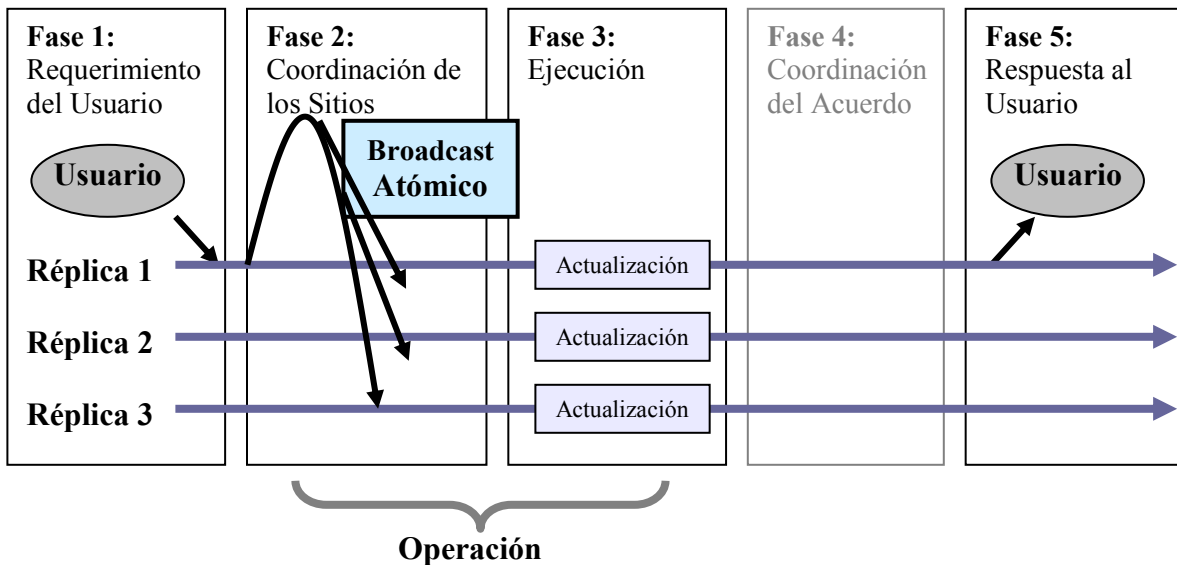 Fase 1:
Requerimiento
del Usuario
Usuario
Fase 2:
Coordinación de
los Sitios
Broadcast
Atómico
Fase 3:
Ejecución
Fase 4:
Coordinación
del Acuerdo
Fase 5:
Respuesta al
Usuario
Usuario
Réplica 1
Actualización
Réplica 2
Actualización
Réplica 3
Actualización
Operación